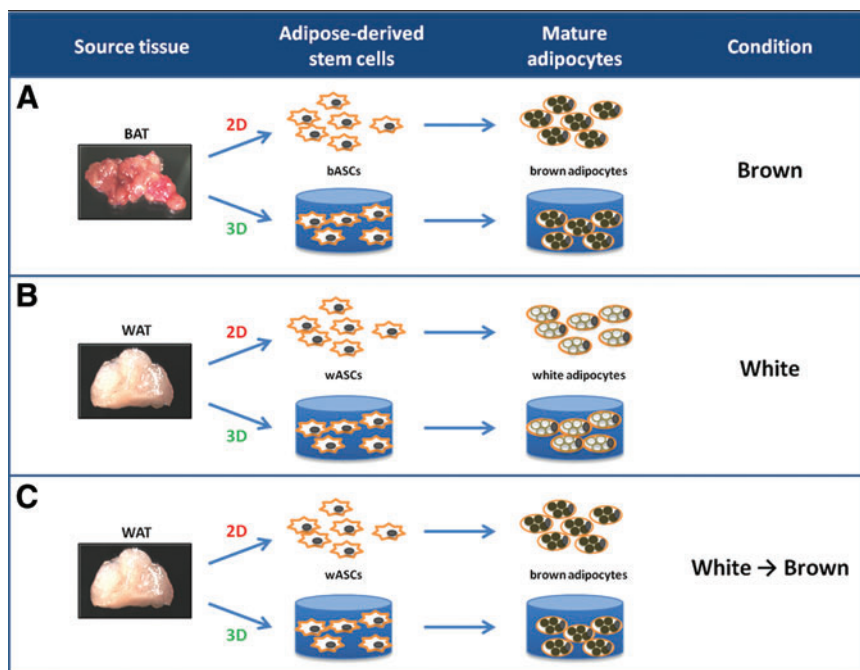 Source tissue
Adipose-derived
stem cells
Mature
adipocytes
Condition
A
BAT
2D
3D
bASCs
brown adipocytes
Brown
B
WAT
2D
3D
wASCs
white adipocytes
White
C
WAT
2D
3D
wASCs
brown adipocytes
White → Brown